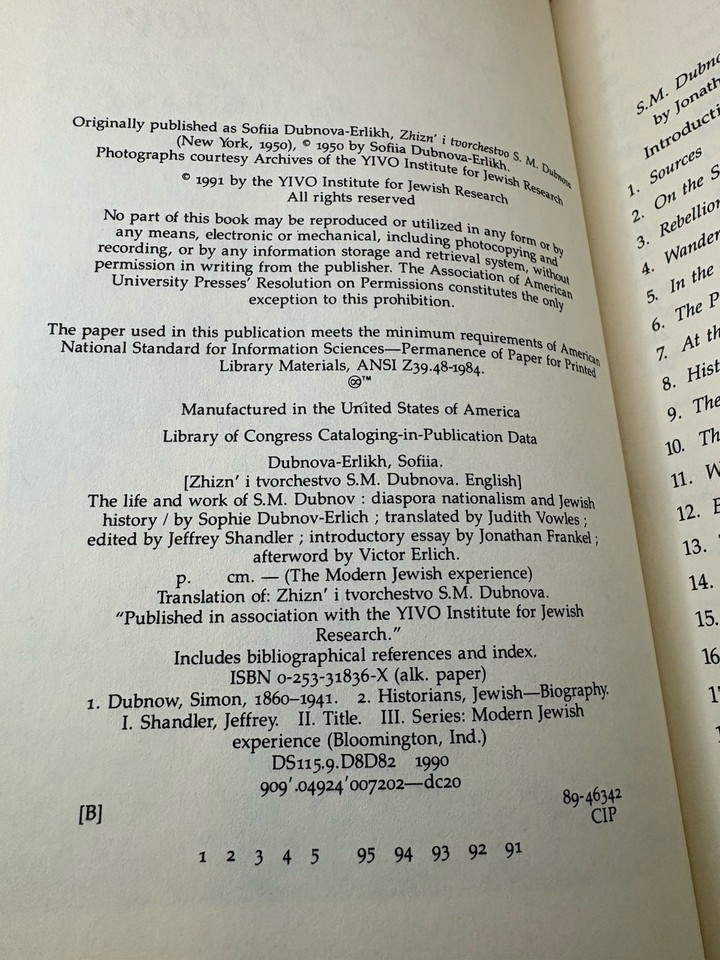 Originally published as Sofiia Dubnova-Erlikh, Zhizn' i tvorchestvo S. M. Dubnova
(New York, 1950), © 1950 by Sofiia Dubnova-Erlikh.
Photographs courtesy Archives of the YIVO Institute for Jewish Research
© 1991 by the YIVO Institute for Jewish Research
All rights reserved
No part of this book may be reproduced or utilized in any form or by
any means, electronic or mechanical, including photocopying and
recording, or by any information storage and retrieval system, without
permission in writing from the publisher. The Association of American
University Presses' Resolution on Permissions constitutes the only
exception to this prohibition.
The paper used in this publication meets the minimum requirements of American
National Standard for Information Sciences—Permanence of Paper for Printed
Library Materials, ANSI Z39.48-1984.
♾™
Manufactured in the United States of America
Library of Congress Cataloging-in-Publication Data
Dubnova-Erlikh, Sofiia.
[Zhizn' i tvorchestvo S.M. Dubnova. English]
The life and work of S.M. Dubnov : diaspora nationalism and Jewish
history / by Sophie Dubnov-Erlich ; translated by Judith Vowles ;
edited by Jeffrey Shandler ; introductory essay by Jonathan Frankel ;
afterword by Victor Erlich.
p. cm. — (The Modern Jewish experience)
Translation of: Zhizn' i tvorchestvo S.M. Dubnova.
"Published in association with the YIVO Institute for Jewish
Research."
Includes bibliographical references and index.
ISBN 0-253-31836-X (alk. paper)
1. Dubnow, Simon, 1860–1941. 2. Historians, Jewish—Biography.
I. Shandler, Jeffrey. II. Title. III. Series: Modern Jewish
experience (Bloomington, Ind.)
DS115.9.D8D82 1990
909'.04924'007202—dc20
89-46342
[B]
CIP
1 2 3 4 5 95 94 93 92 91
S.M. Dubno
by Jonath
Introducti
1. Sources
2. On the S
3. Rebellion
4. Wander
5. In the
6. The P
7. At th
8. Hist
9. The
10. Th
11. W
12.
13.
14.
15.
16